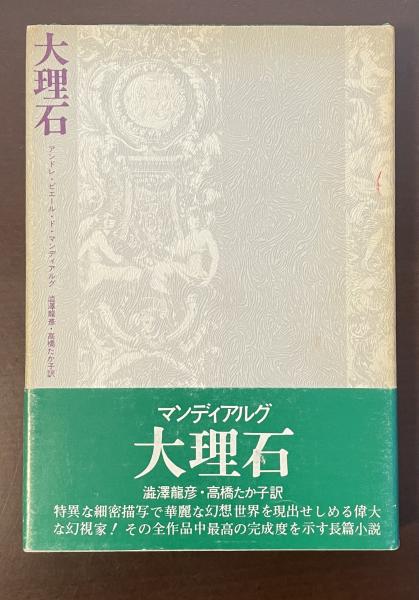 大理石
アンドレ・ピエール・ド・マンディアルグ 澁澤龍彥・高橋たか子訳
マンディアルグ
大理石
澁澤龍彥・高橋たか子訳
特異な細密描写で華麗な幻想世界を現出せしめる偉大
な幻視家!その全作品中最高の完成度を示す長篇小説